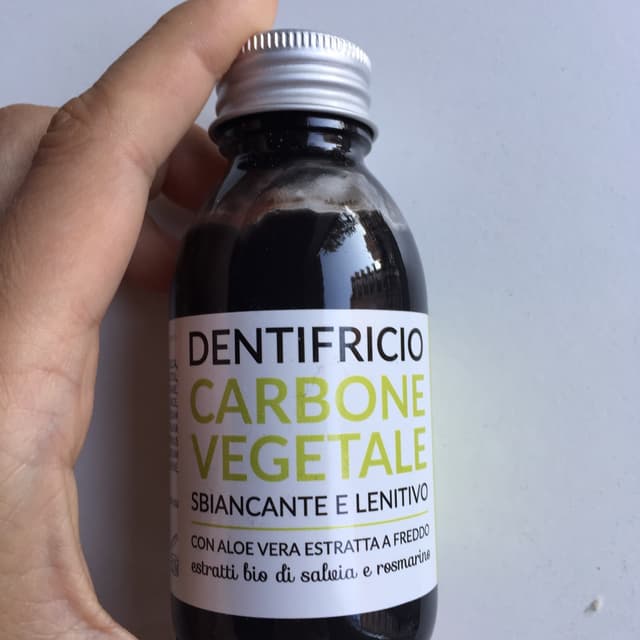 DENTIFRICIO
CARBONE
VEGETALE
SBIANCANTE E LENITIVO
CON ALOE VERA ESTRATTA A FREDDO
estratti bio di salvia e rosmarino